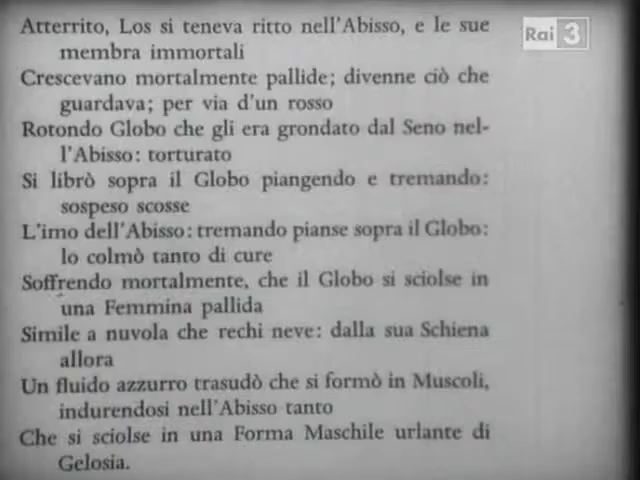 Atterrito, Los si teneva ritto nell'Abisso, e le sue
membra immortali
Crescevano mortalmente pallide; divenne ciò che
guardava; per via d'un rosso
Rotondo Globo che gli era grondato dal Seno nel-
l'Abisso: torturato
Si librò sopra il Globo piangendo e tremando:
sospeso scosse
L'imo dell'Abisso: tremando pianse sopra il Globo:
lo colmò tanto di cure
Soffrendo mortalmente, che il Globo si sciolse in
una Femmina pallida
Simile a nuvola che rechi neve: dalla sua Schiena
allora
Un fluido azzurro trasudò che si formò in Muscoli,
indurendosi nell'Abisso tanto
Che si sciolse in una Forma Maschile urlante di
Gelosia.
Rai 3